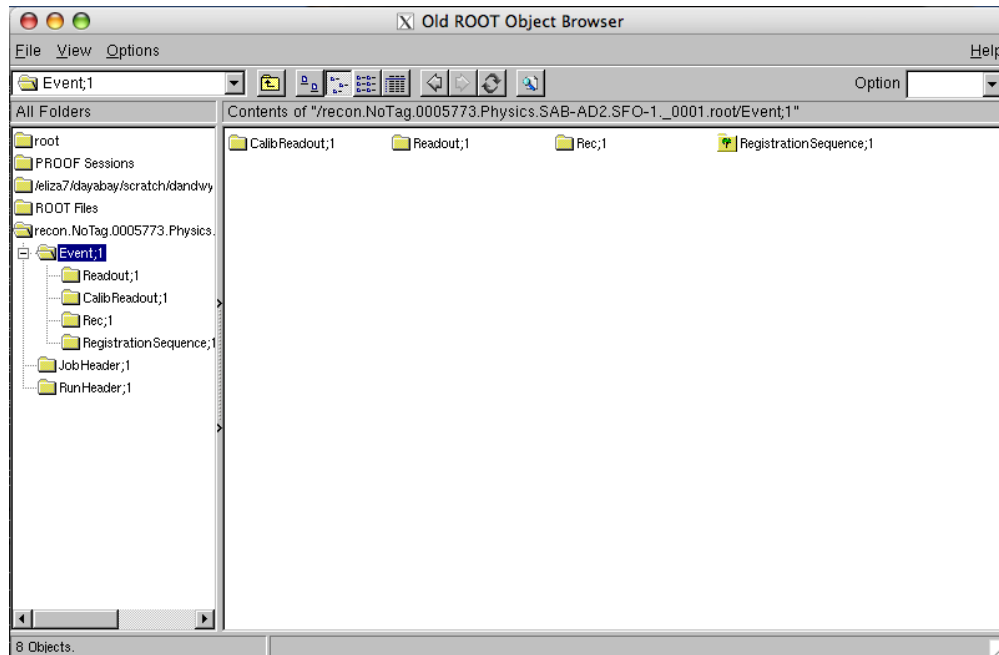 X Old ROOT Object Browser
File View Options Help
Event;1 Option
All Folders Contents of "/recon.NoTag.0005773.Physics.SAB-AD2.SFO-1._0001.root/Event;1"
root CalibReadout;1 Readout;1 Rec;1 RegistrationSequence;1
PROOF Sessions
/eliza7/dayabay/scratch/dandwy
ROOT Files
recon.NoTag.0005773.Physics.
Event;1
Readout;1
CalibReadout;1
Rec;1
RegistrationSequence;1
JobHeader;1
RunHeader;1
8 Objects.